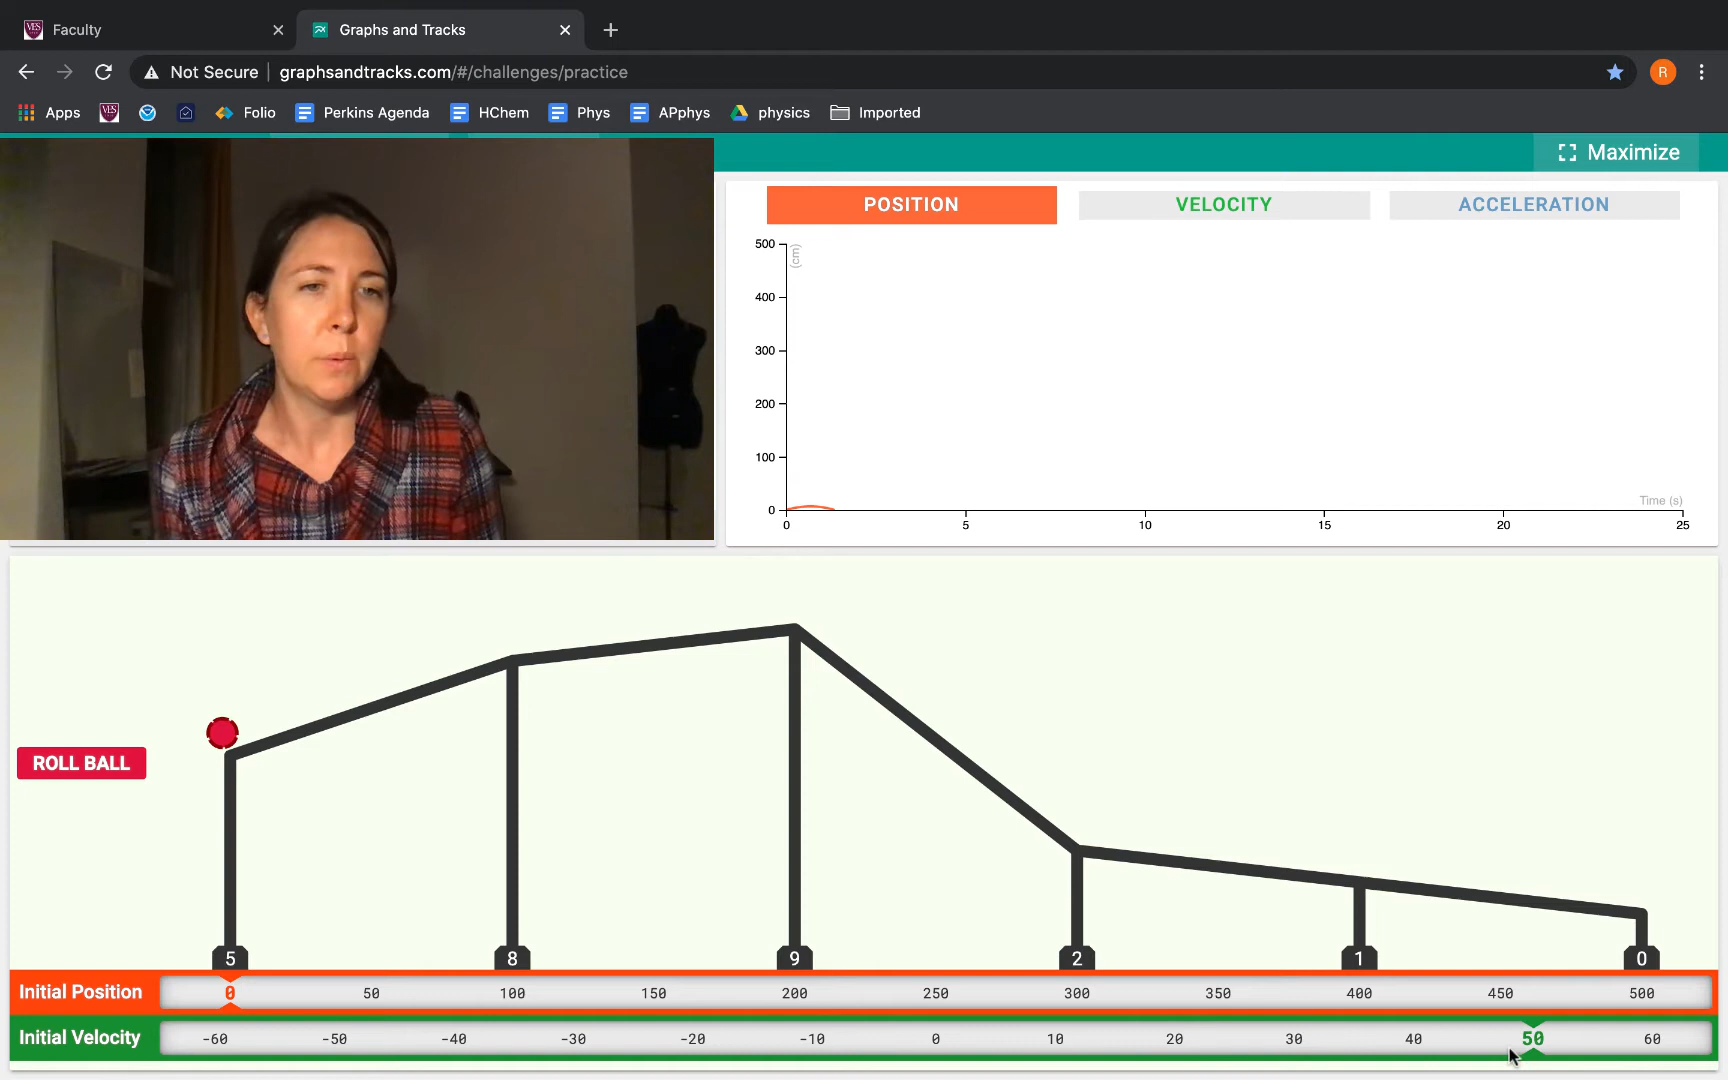 Faculty
Graphs and Tracks
Not Secure graphsandtracks.com/#/challenges/practice
R
Apps VES Folio Perkins Agenda HChem Phys APphys physics Imported
Maximize
POSITION VELOCITY ACCELERATION
(cm)
500
400
300
200
100
0
Time (s)
0 5 10 15 20 25
ROLL BALL
5 8 9 2 1 0
Initial Position 0 50 100 150 200 250 300 350 400 450 500
Initial Velocity -60 -50 -40 -30 -20 -10 0 10 20 30 40 50 60